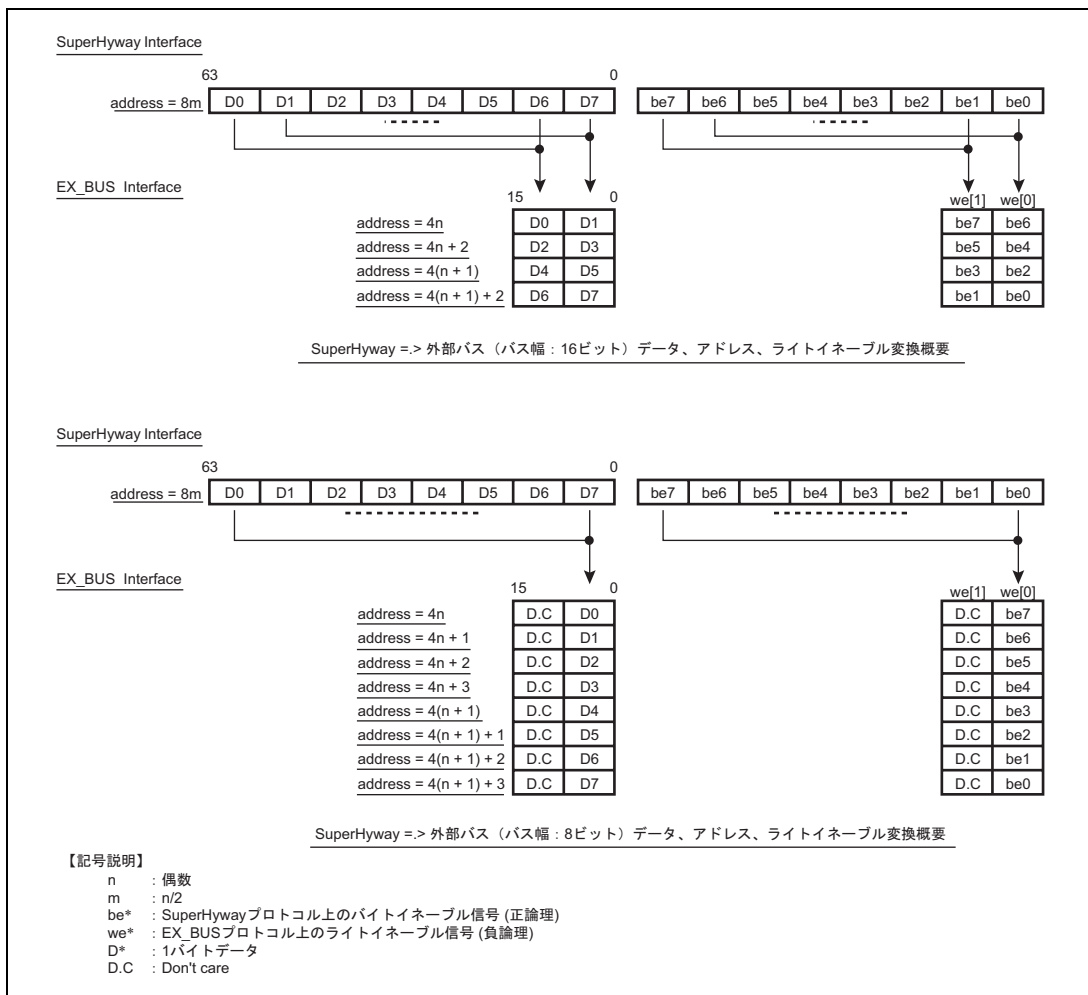 SuperHyway Interface
63 0
address = 8m D0 D1 D2 D3 D4 D5 D6 D7 be7 be6 be5 be4 be3 be2 be1 be0
EX_BUS Interface
15 0 we[1] we[0]
address = 4n D0 D1 be7 be6
address = 4n + 2 D2 D3 be5 be4
address = 4(n + 1) D4 D5 be3 be2
address = 4(n + 1) + 2 D6 D7 be1 be0
SuperHyway =.> 外部バス（バス幅：16ビット）データ、アドレス、ライトイネーブル変換概要
SuperHyway Interface
63 0
address = 8m D0 D1 D2 D3 D4 D5 D6 D7 be7 be6 be5 be4 be3 be2 be1 be0
EX_BUS Interface
15 0 we[1] we[0]
address = 4n D.C D0 D.C be7
address = 4n + 1 D.C D1 D.C be6
address = 4n + 2 D.C D2 D.C be5
address = 4n + 3 D.C D3 D.C be4
address = 4(n + 1) D.C D4 D.C be3
address = 4(n + 1) + 1 D.C D5 D.C be2
address = 4(n + 1) + 2 D.C D6 D.C be1
address = 4(n + 1) + 3 D.C D7 D.C be0
SuperHyway =.> 外部バス（バス幅：8ビット）データ、アドレス、ライトイネーブル変換概要
【記号説明】
n ：偶数
m ：n/2
be* ：SuperHywayプロトコル上のバイトイネーブル信号 (正論理)
we* ：EX_BUSプロトコル上のライトイネーブル信号 (負論理)
D* ：1バイトデータ
D.C ：Don't care